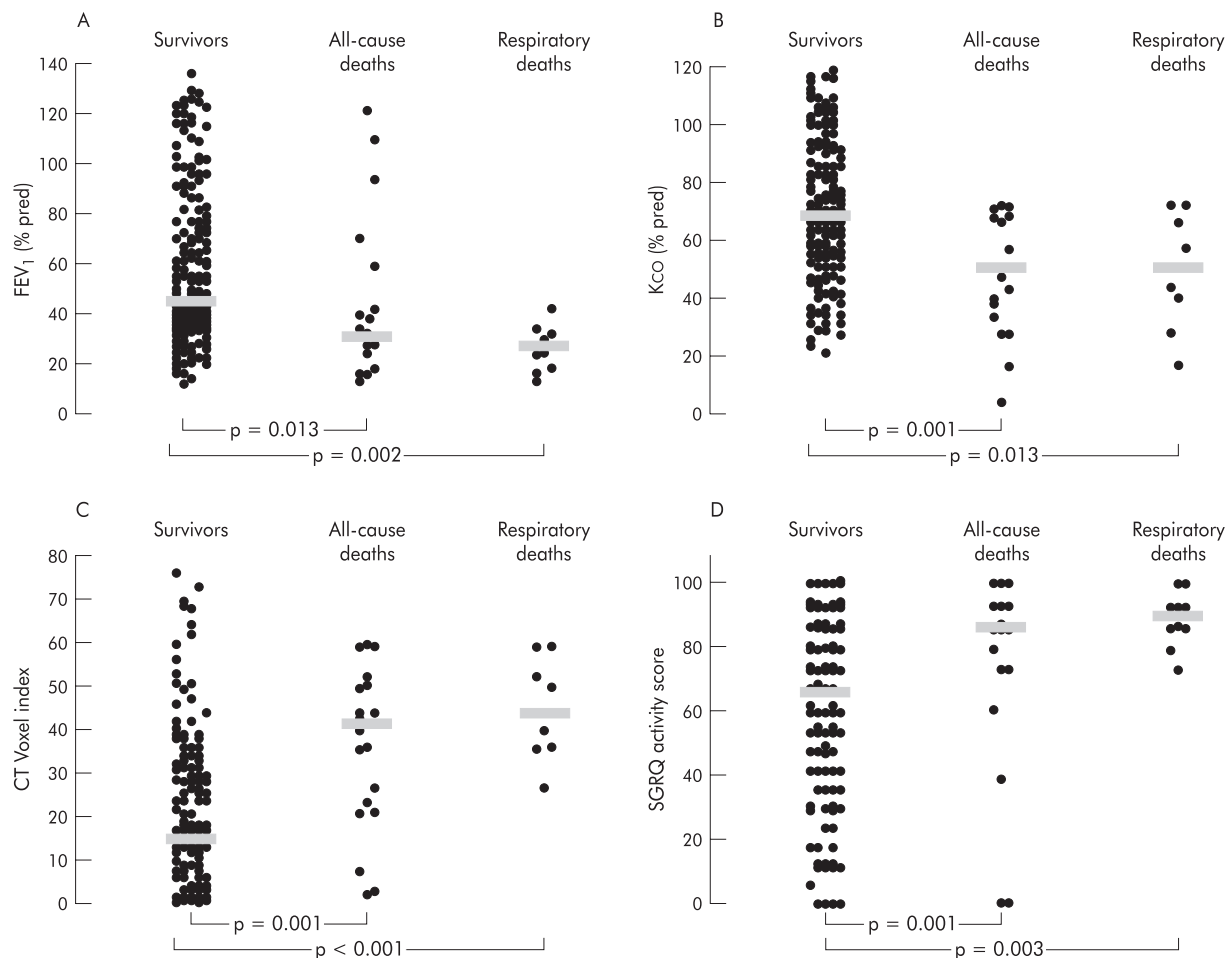 A
Survivors
All-cause
deaths
Respiratory
deaths
FEV1 (% pred)
140
120
100
80
60
40
20
0
p = 0.013
p = 0.002
B
Survivors
All-cause
deaths
Respiratory
deaths
Kco (% pred)
120
100
80
60
40
20
0
p = 0.001
p = 0.013
C
Survivors
All-cause
deaths
Respiratory
deaths
CT Voxel index
80
70
60
50
40
30
20
10
0
p = 0.001
p < 0.001
D
Survivors
All-cause
deaths
Respiratory
deaths
SGRQ activity score
100
80
60
40
20
0
p = 0.001
p = 0.003